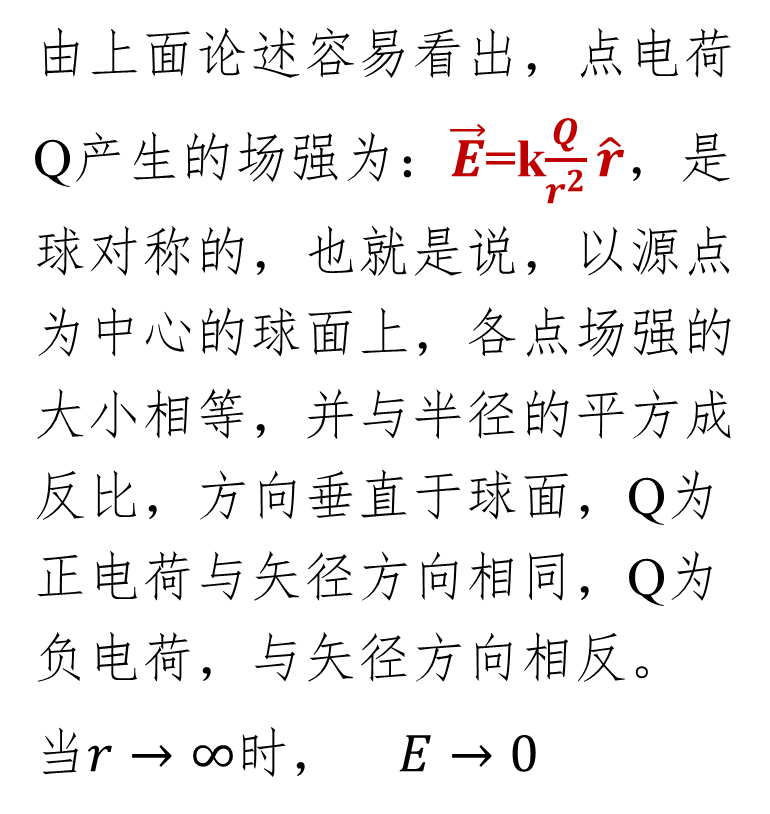 由上面论述容易看出，点电荷
Q产生的场强为：$\vec{E}$=k$\frac{Q}{r^2}\hat{r}$，是
球对称的，也就是说，以源点
为中心的球面上，各点场强的
大小相等，并与半径的平方成
反比，方向垂直于球面，Q为
正电荷与矢径方向相同，Q为
负电荷，与矢径方向相反。
当r → ∞时， E → 0